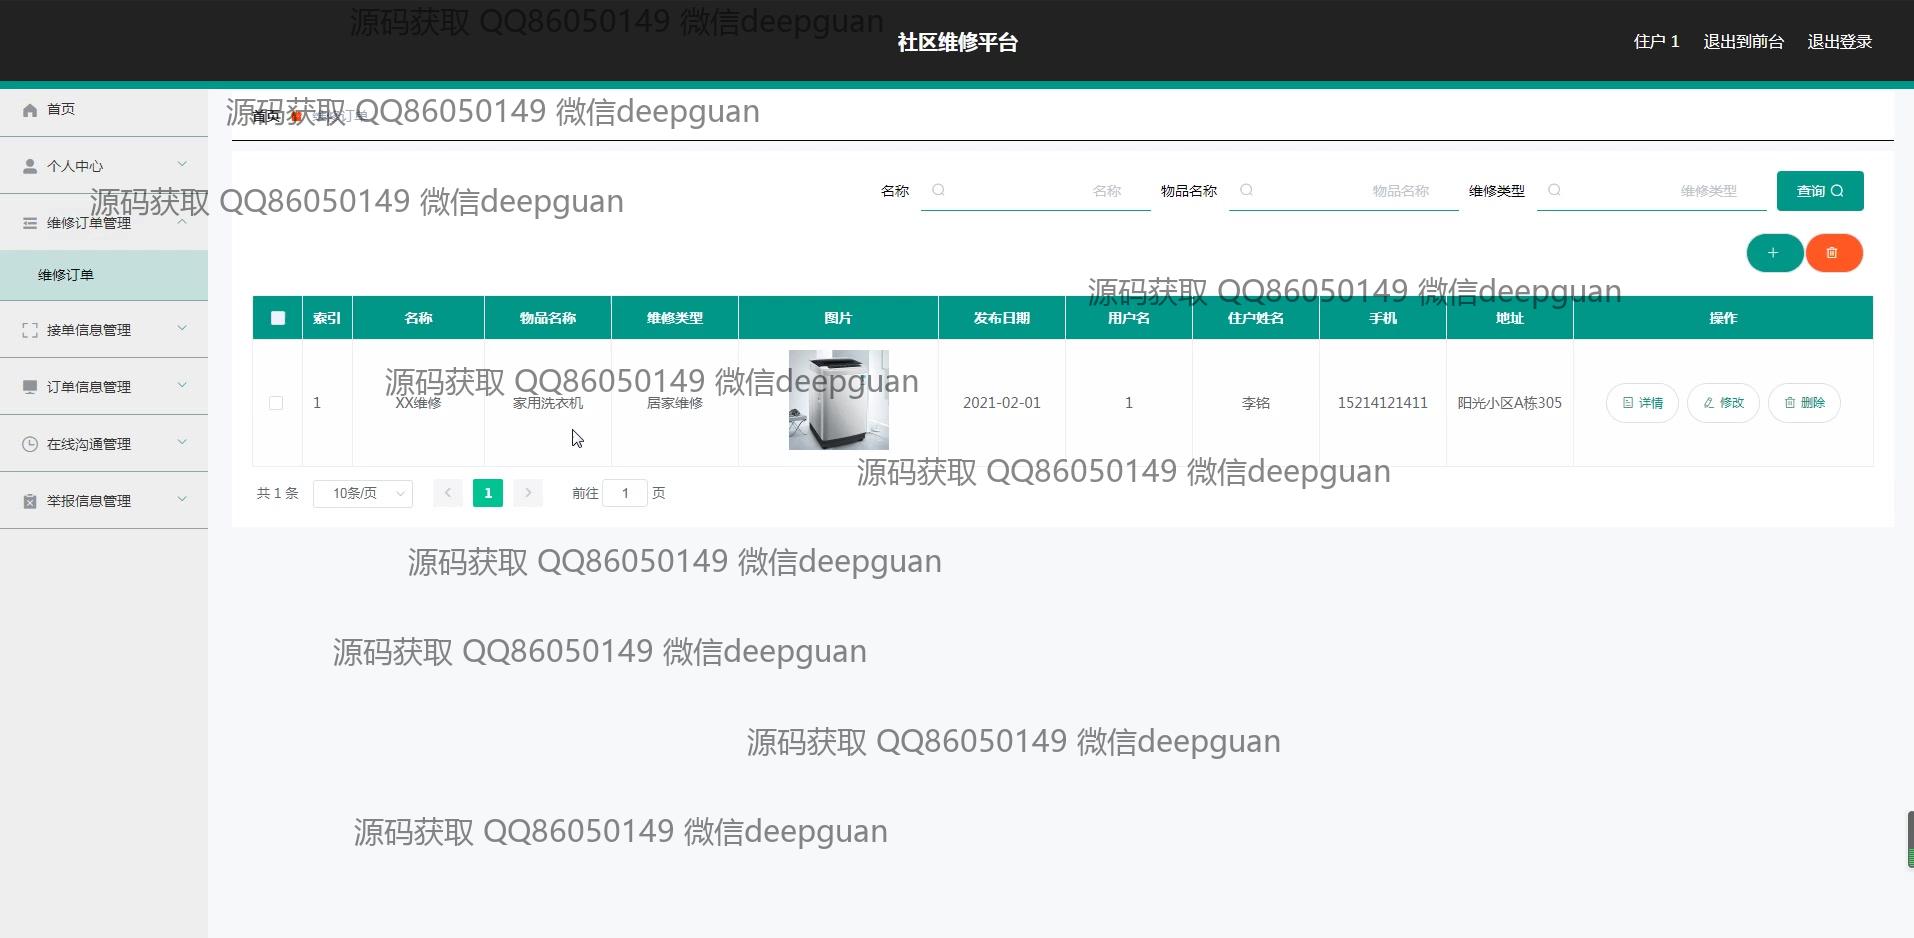 源码获取 QQ86050149 微信deepguan
社区维修平台
住户 1 退出到前台 退出登录
首页
源码获取 QQ86050149 微信deepguan
首页 维修订单
个人中心
源码获取 QQ86050149 微信deepguan
名称 名称 物品名称 物品名称 维修类型 维修类型 查询
维修订单管理
维修订单
源码获取 QQ86050149 微信deepguan
索引 名称 物品名称 维修类型 图片 发布日期 用户名 住户姓名 手机 地址 操作
接单信息管理
源码获取 QQ86050149 微信deepguan
订单信息管理
1 XX维修 家用洗衣机 居家维修 2021-02-01 1 李铭 15214121411 阳光小区A栋305 详情 修改 删除
在线沟通管理
源码获取 QQ86050149 微信deepguan
共 1 条 10条/页 1 前往 1 页
举报信息管理
源码获取 QQ86050149 微信deepguan
源码获取 QQ86050149 微信deepguan
源码获取 QQ86050149 微信deepguan
源码获取 QQ86050149 微信deepguan